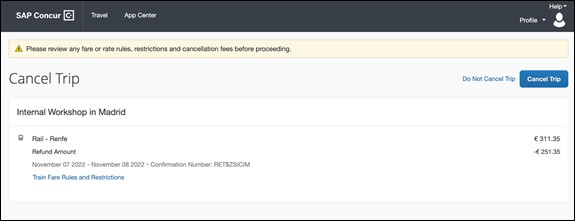 SAP Concur C
Travel
App Center
Help
Profile
Please review any fare or rate rules, restrictions and cancellation fees before proceeding.
Cancel Trip
Do Not Cancel Trip
Cancel Trip
Internal Workshop in Madrid
Rail - Renfe € 311.35
Refund Amount -€ 251.35
November 07 2022 - November 08 2022 • Confirmation Number: RET$ZSICIM
Train Fare Rules and Restrictions